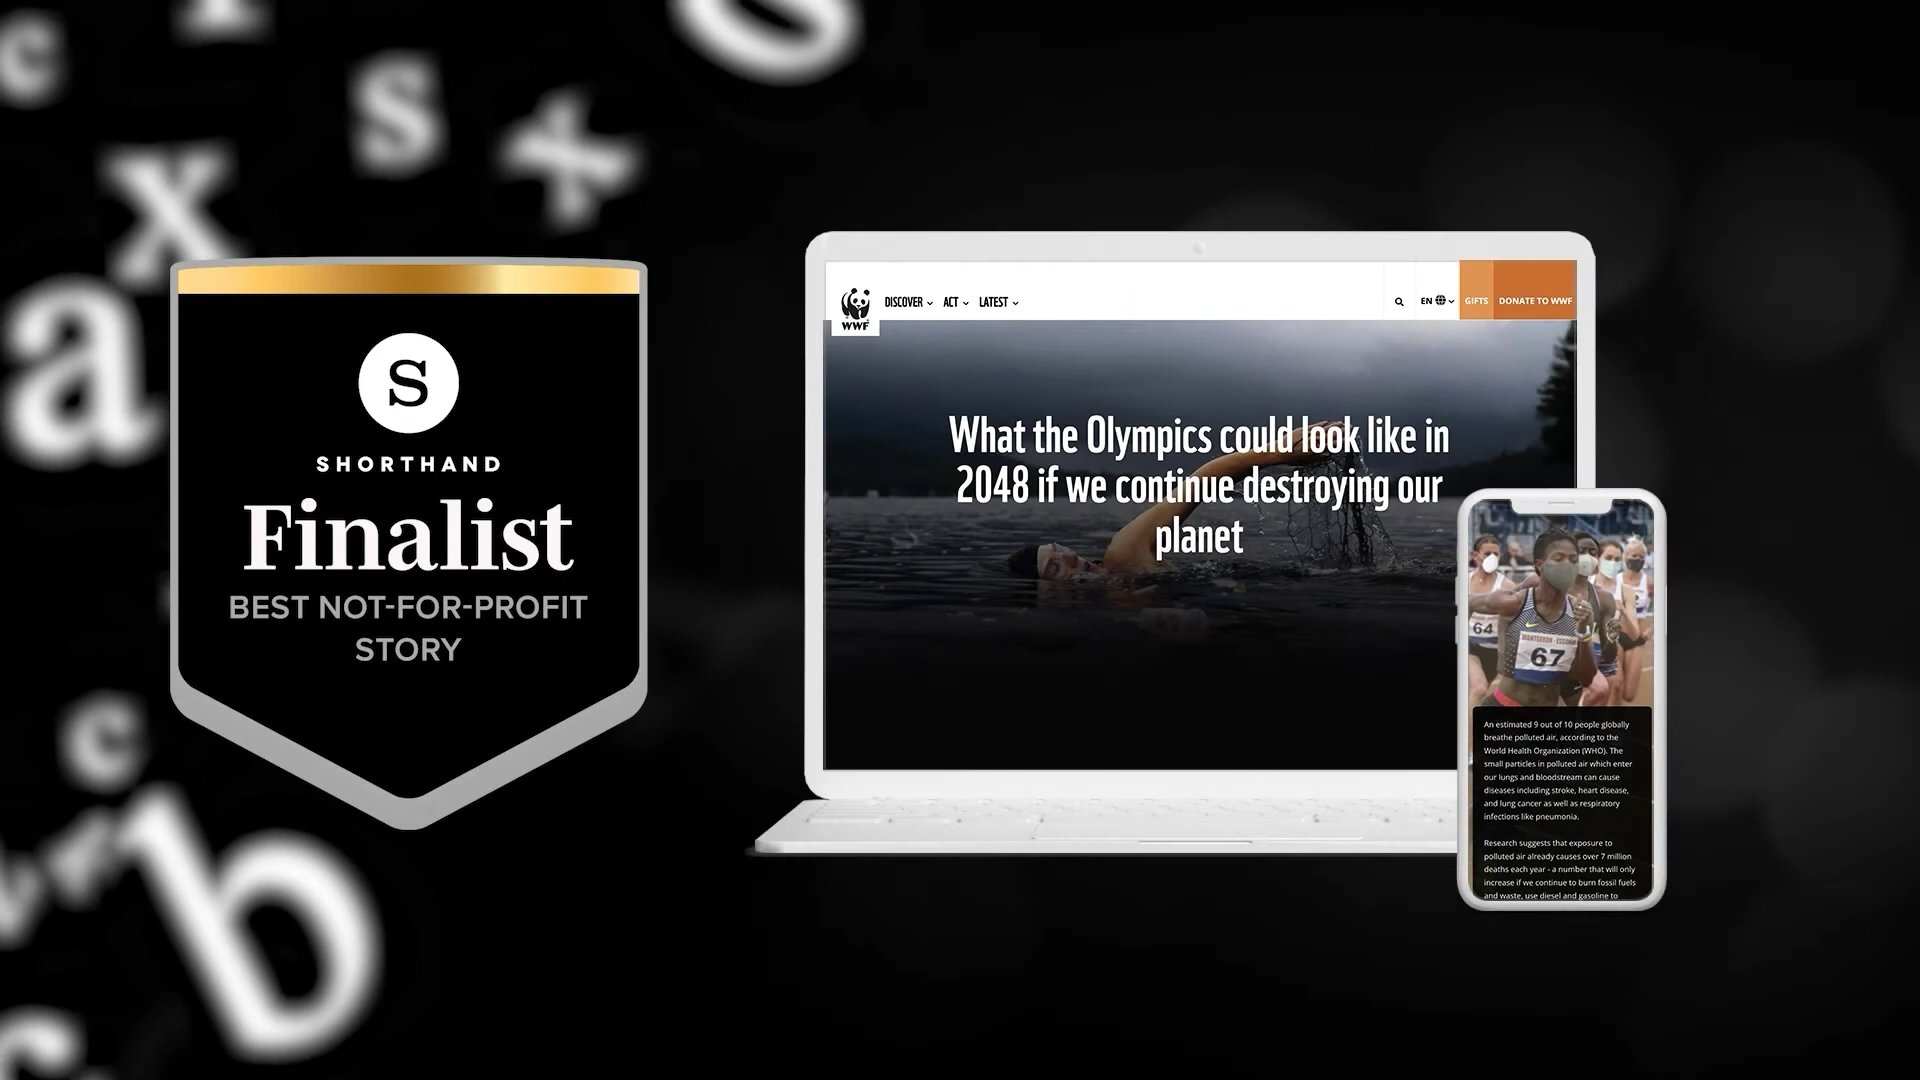 c
s
x
x
a
S
SHORTHAND
Finalist
BEST NOT-FOR-PROFIT
STORY
c
b
WWF
DISCOVER
ACT
LATEST
EN
GIFTS
DONATE TO WWF
What the Olympics could look like in
2048 if we continue destroying our
planet
64
67
An estimated 9 out of 10 people globally
breathe polluted air, according to the
World Health Organization (WHO). The
small particles in polluted air which enter
our lungs and bloodstream can cause
diseases including stroke, heart disease,
and lung cancer as well as respiratory
infections like pneumonia.
Research suggests that exposure to
polluted air already causes over 7 million
deaths each year - a number that will only
increase if we continue to burn fossil fuels
and waste, use diesel and gasoline to